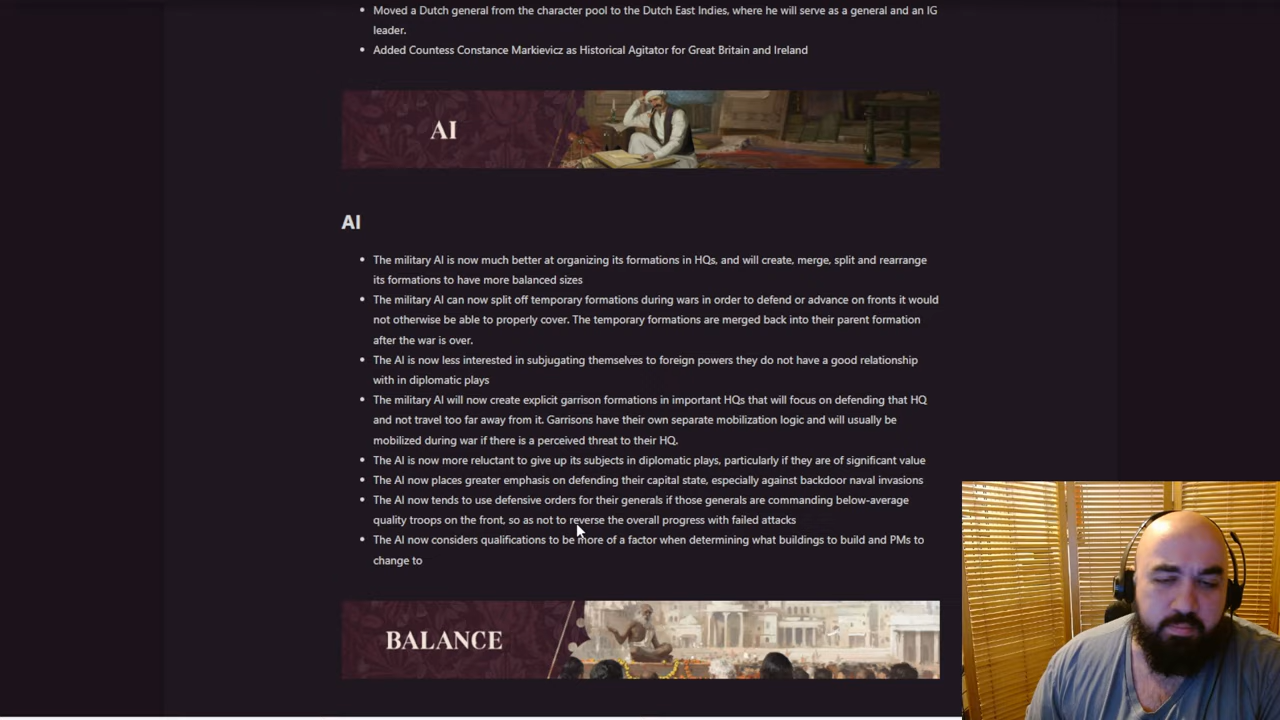 Moved a Dutch general from the character pool to the Dutch East Indies, where he will serve as a general and an IG
leader.
Added Countess Constance Markievicz as Historical Agitator for Great Britain and Ireland
AI
AI
The military AI is now much better at organizing its formations in HQs, and will create, merge, split and rearrange
its formations to have more balanced sizes
The military AI can now split off temporary formations during wars in order to defend or advance on fronts it would
not otherwise be able to properly cover. The temporary formations are merged back into their parent formation
after the war is over.
The AI is now less interested in subjugating themselves to foreign powers they do not have a good relationship
with in diplomatic plays
The military AI will now create explicit garrison formations in important HQs that will focus on defending that HQ
and not travel too far away from it. Garrisons have their own separate mobilization logic and will usually be
mobilized during war if there is a perceived threat to their HQ.
The AI is now more reluctant to give up its subjects in diplomatic plays, particularly if they are of significant value
The AI now places greater emphasis on defending their capital state, especially against backdoor naval invasions
The AI now tends to use defensive orders for their generals if those generals are commanding below-average
quality troops on the front, so as not to reverse the overall progress with failed attacks
The AI now considers qualifications to be more of a factor when determining what buildings to build and PMs to
change to
BALANCE